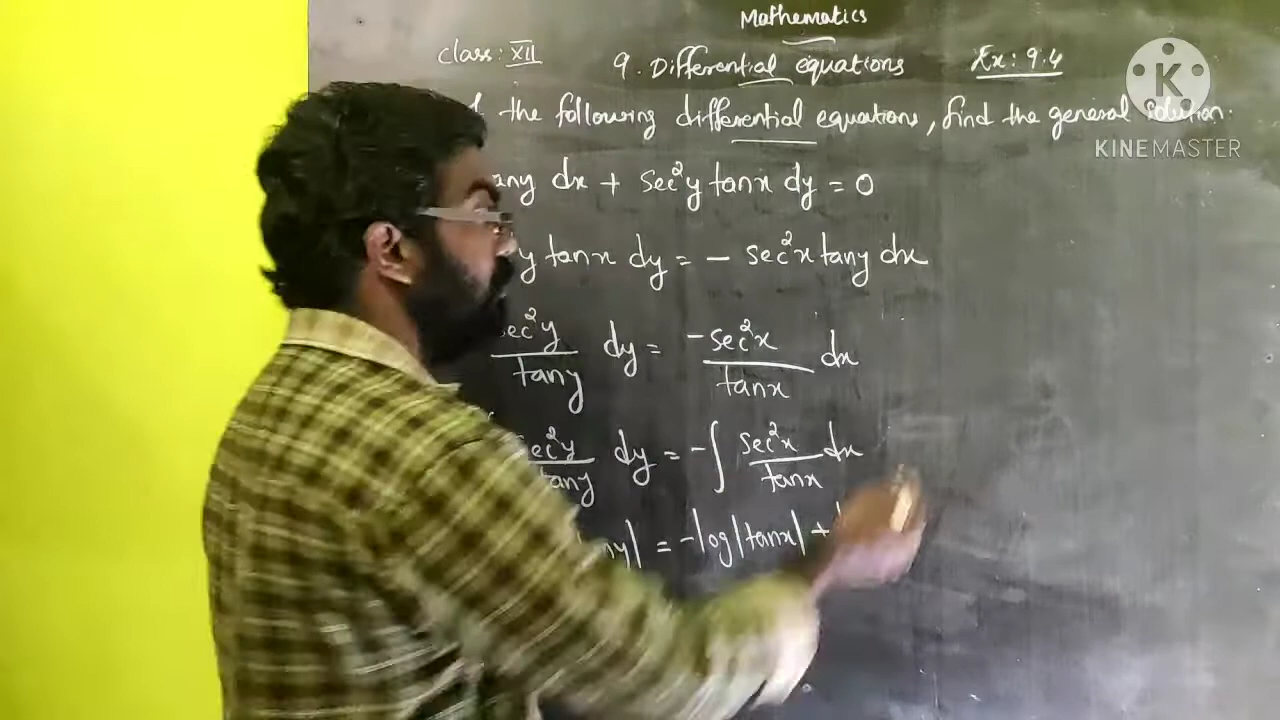 Mathematics
class: XII 9. Differential equations Ex: 9.4
the following differential equations, find the general solution.
K
KINEMASTER
dx + sec²y tanx dy = 0
y tanx dy = - sec²x tany dx
sec²y/tany dy = -sec²x/tanx dx
sec²y/tany dy = -∫ sec²x/tanx dx
| = -log|tanx| +